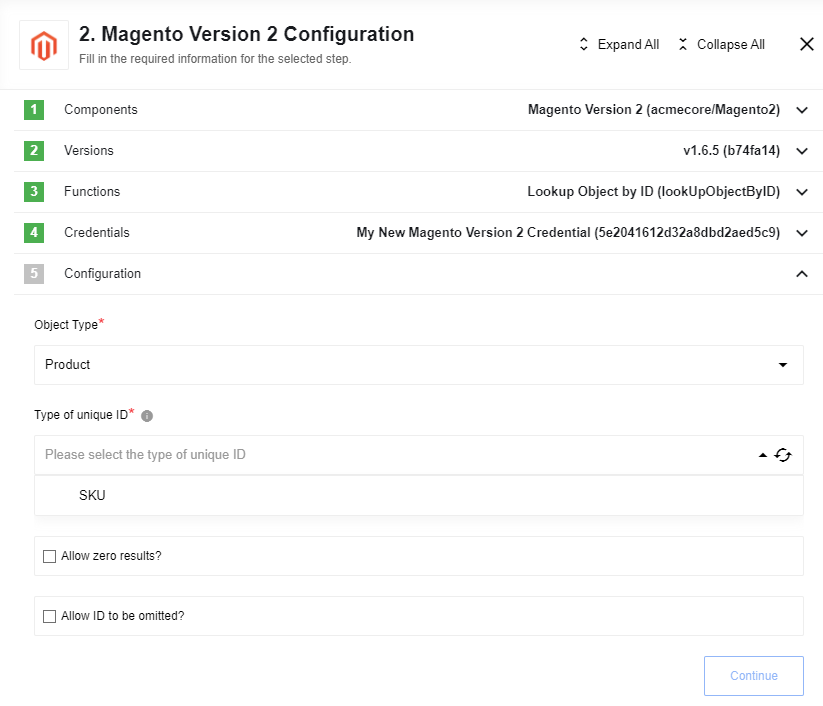 2. Magento Version 2 Configuration
Fill in the required information for the selected step.
Expand All
Collapse All
1 Components Magento Version 2 (acmecore/Magento2)
2 Versions v1.6.5 (b74fa14)
3 Functions Lookup Object by ID (lookUpObjectByID)
4 Credentials My New Magento Version 2 Credential (5e2041612d32a8dbd2aed5c9)
5 Configuration
Object Type*
Product
Type of unique ID*
Please select the type of unique ID
SKU
Allow zero results?
Allow ID to be omitted?
Continue